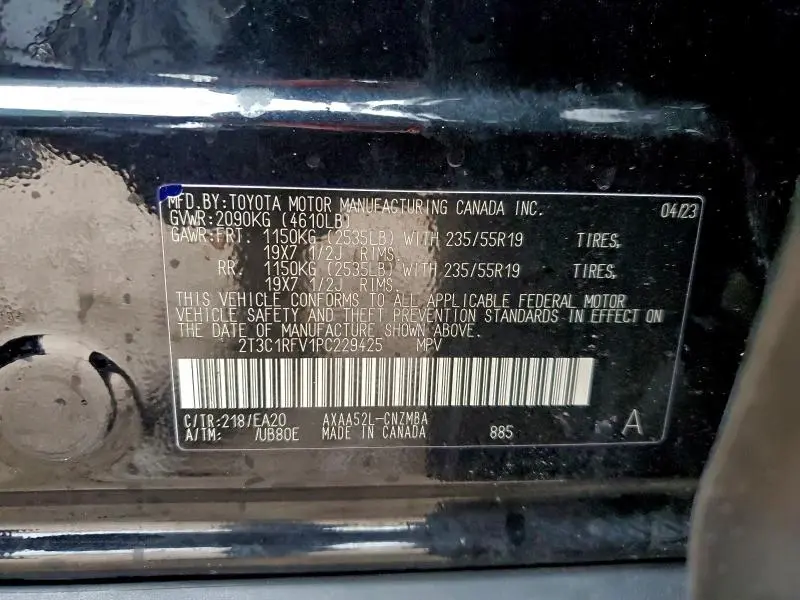 MFD.BY:TOYOTA MOTOR MANUFACTURING CANADA INC. 04/23
GVWR:2090KG (4610LB)
GAWR:FRT. 1150KG (2535LB) WITH 235/55R19 TIRES,
19X7 1/2J RIMS.
RR. 1150KG (2535LB) WITH 235/55R19 TIRES,
19X7 1/2J RIMS.
THIS VEHICLE CONFORMS TO ALL APPLICABLE FEDERAL MOTOR
VEHICLE SAFETY AND THEFT PREVENTION STANDARDS IN EFFECT ON
THE DATE OF MANUFACTURE SHOWN ABOVE.
2T3C1RFV1PC229425 MPV
C/TR:218/EA20 AXAA52L-CNZMBA
A/TM: /UB80E MADE IN CANADA 885 A